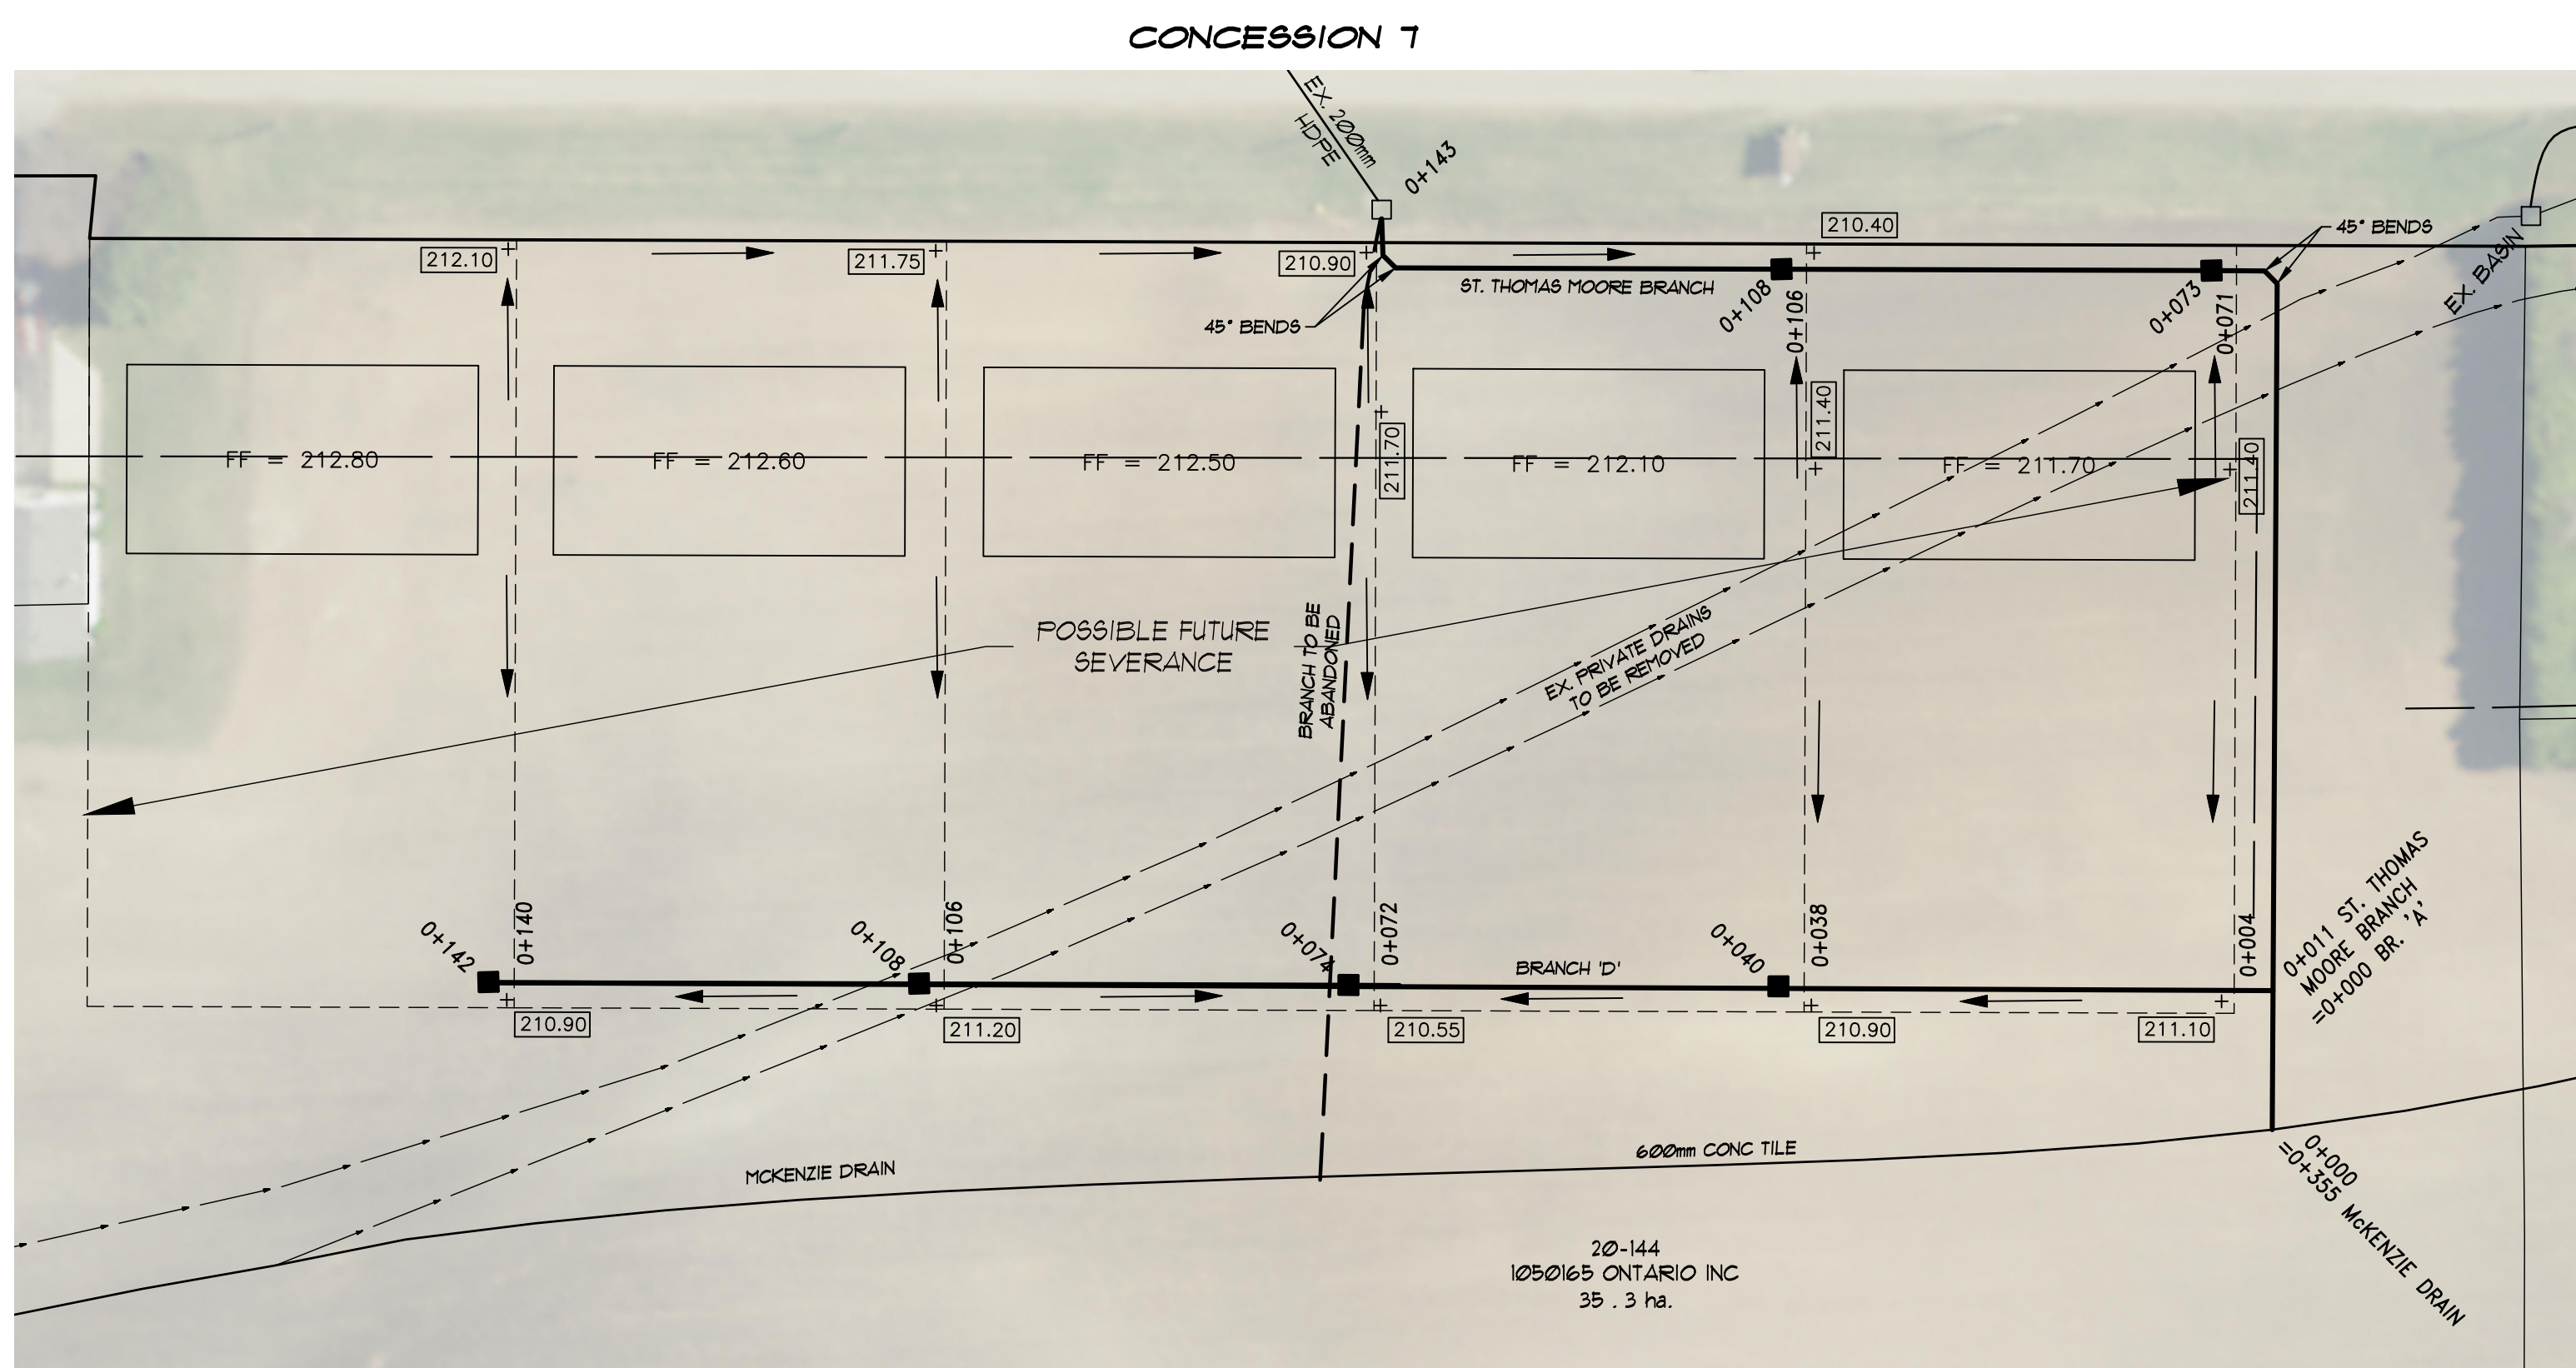 CONCESSION 7
EX. 200mm
HDPE
0+143
212.10
211.75
210.90
210.40
45° BENDS
EX. BASIN
ST. THOMAS MOORE BRANCH
45° BENDS
0+108
0+106
0+073
0+071
FF = 212.80
FF = 212.60
FF = 212.50
211.70
FF = 212.10
211.40
FF = 211.70
211.40
POSSIBLE FUTURE
SEVERANCE
BRANCH TO BE
ABANDONED
EX. PRIVATE DRAINS
TO BE REMOVED
0+142
0+140
0+108
0+106
0+074
0+072
BRANCH 'D'
0+040
0+038
0+004
0+011 ST. THOMAS
MOORE BRANCH
=0+000 BR. 'A'
210.90
211.20
210.55
210.90
211.10
MCKENZIE DRAIN
600mm CONC TILE
0+000
=0+355 McKENZIE DRAIN
20-144
1050165 ONTARIO INC
35 . 3 ha.